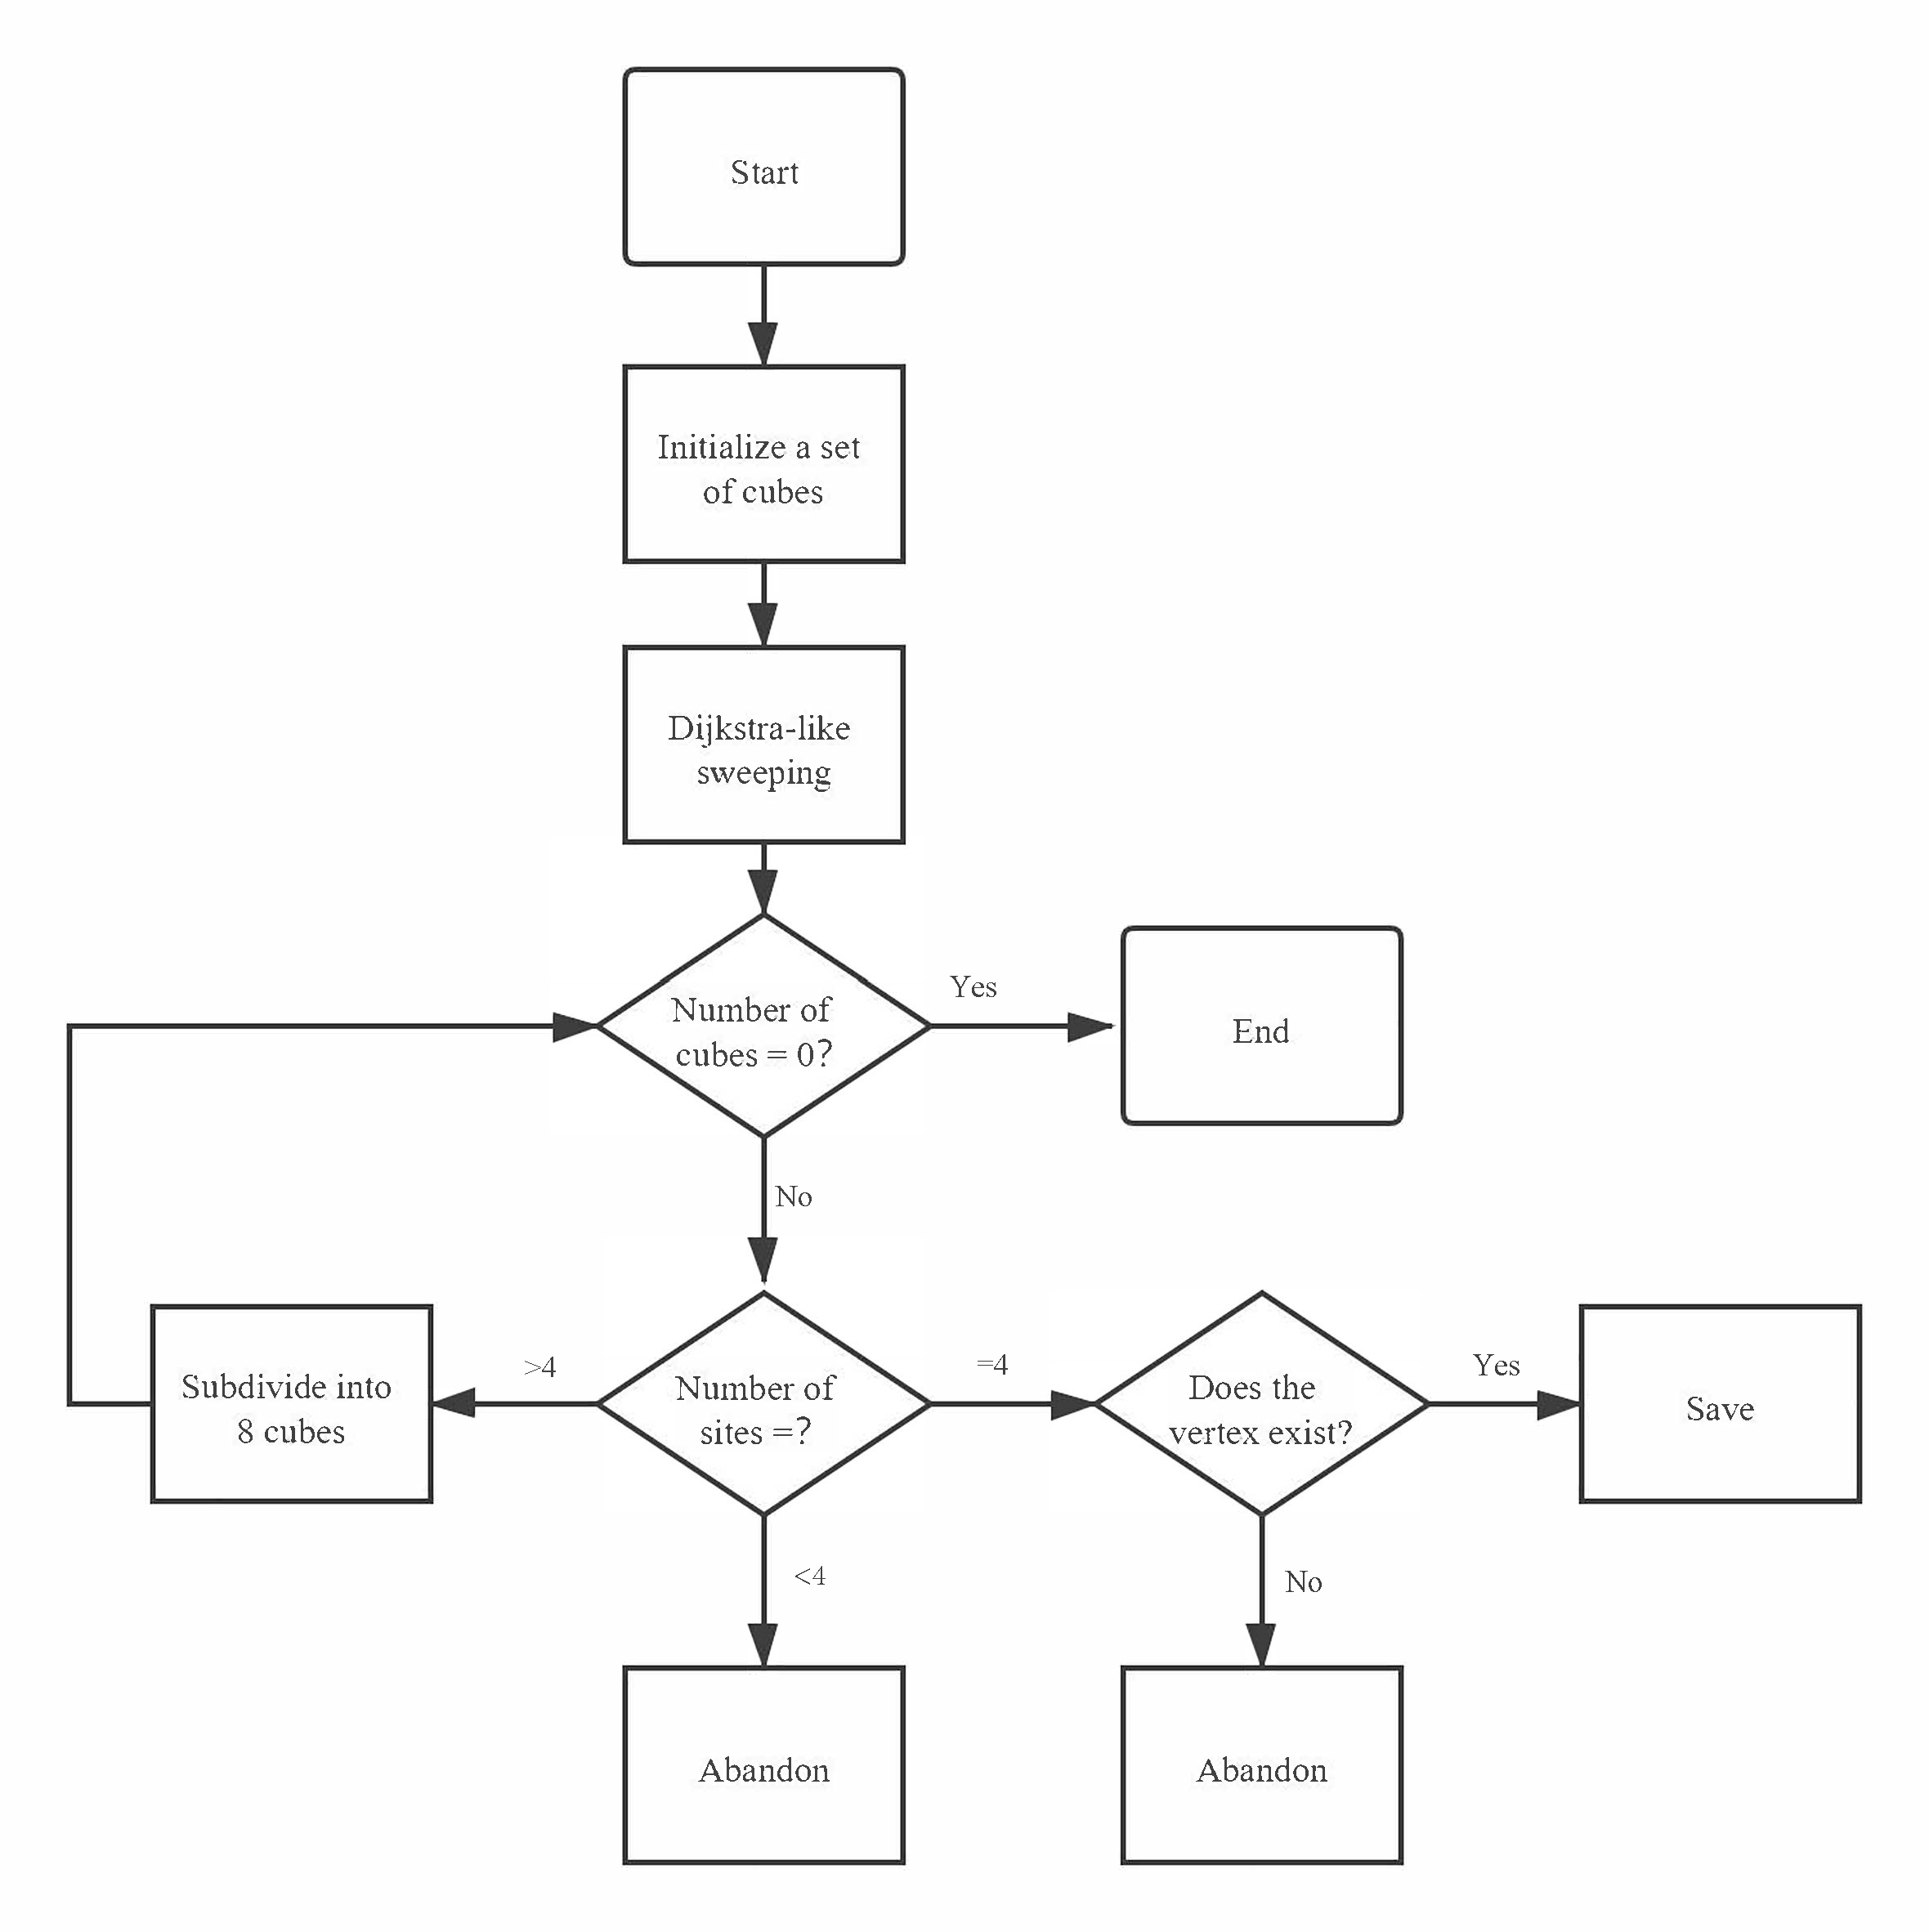 Start
Initialize a set
of cubes
Dijkstra-like
sweeping
Number of
cubes = 0?
Yes
End
No
Subdivide into
8 cubes
>4
Number of
sites =?
=4
Does the
vertex exist?
Yes
Save
<4
No
Abandon
Abandon